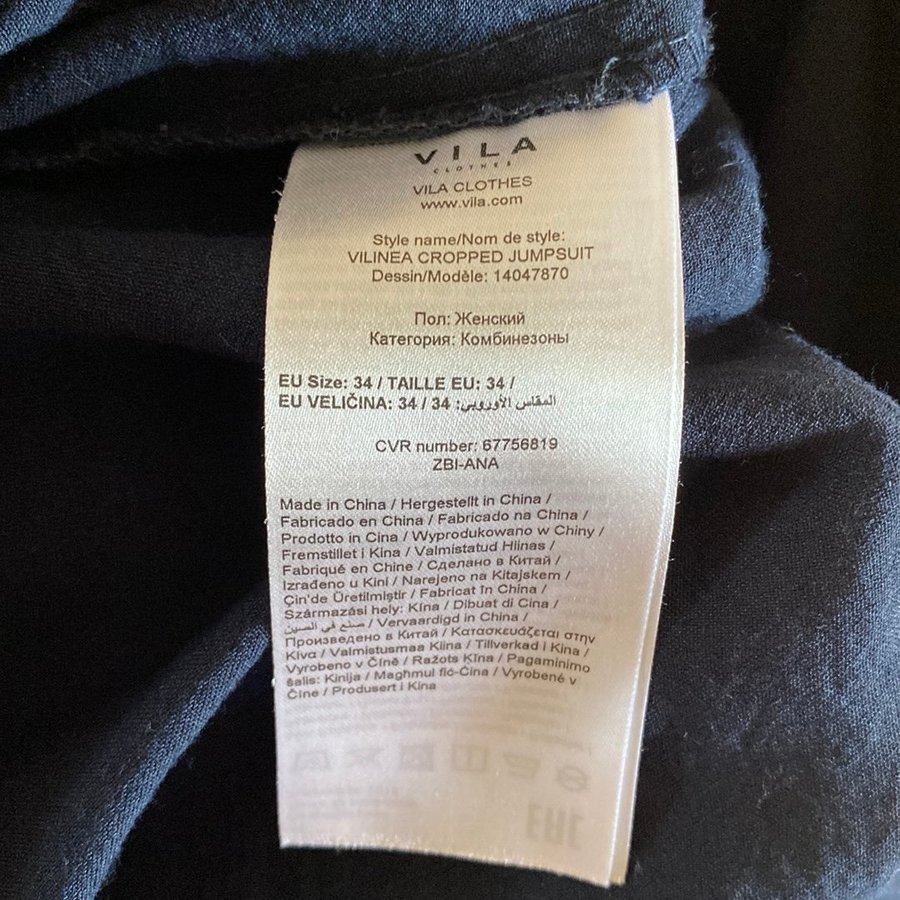 VILA
CLOTHES
VILA CLOTHES
www.vila.com
Style name/Nom de style:
VILINEA CROPPED JUMPSUIT
Dessin/Modèle: 14047870
Пол: Женский
Категория: Комбинезоны
EU Size: 34 / TAILLE EU: 34 /
EU VELIČINA: 34 / 34 :المقاس الأوروبي
CVR number: 67756819
ZBI-ANA
Made in China / Hergestellt in China /
Fabricado en China / Fabricado na China /
Prodotto in Cina / Wyprodukowano w Chiny /
Fremstillet i Kina / Valmistatud Hiinas /
Fabriqué en Chine / Сделано в Китай /
Izrađeno u Kini / Narejeno na Kitajskem /
Çin'de Üretilmiştir / Fabricat în China /
Származási hely: Kína / Dibuat di Cina /
صنع في الصين / Vervaardigd in China /
Произведено в Китай / Κατασκευάζεται στην
Κίνα / Valmistusmaa Kiina / Tillverkad i Kina /
Vyrobeno v Číně / Ražots Ķīna / Pagaminimo
šalis: Kinija / Magħmul fiċ-Ċina / Vyrobené v
Číne / Produsert i Kina